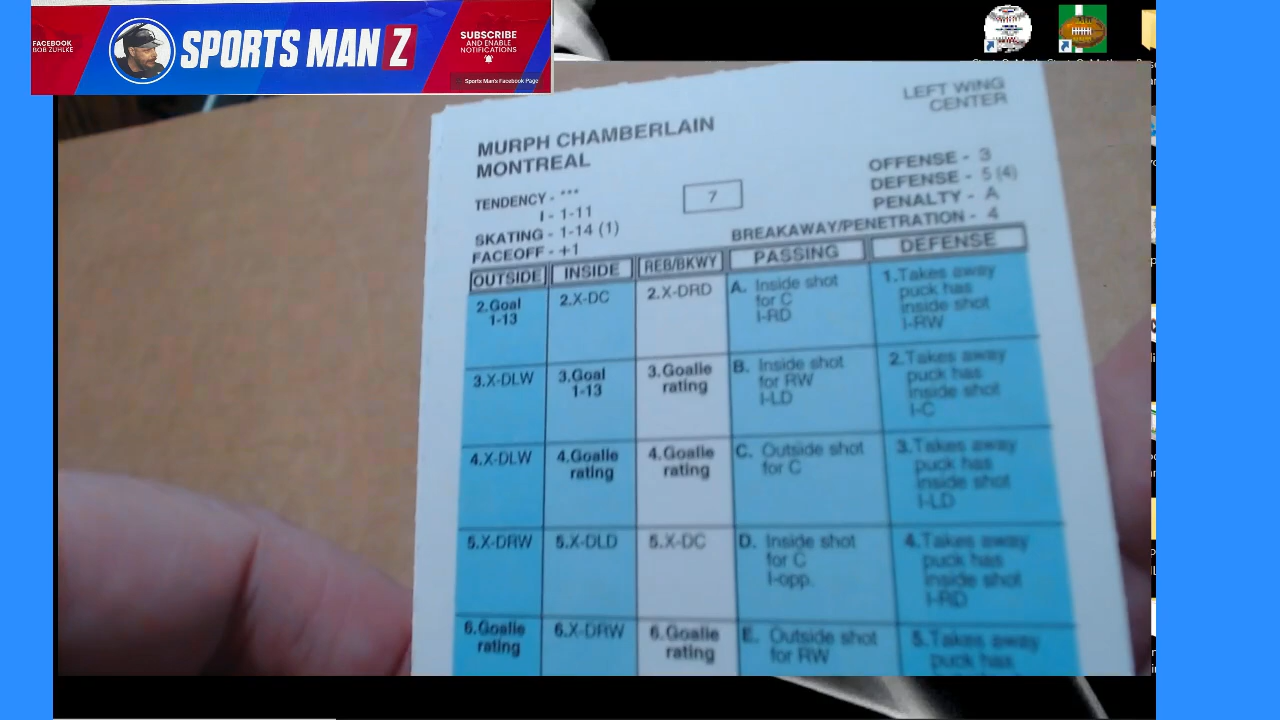 FACEBOOK
BOB ZUHLKE
SPORTS MAN Z
SUBSCRIBE
AND ENABLE
NOTIFICATIONS
Sports Man's Facebook Page
LEFT WING
CENTER
MURPH CHAMBERLAIN
MONTREAL
OFFENSE - 3
DEFENSE - 5 (4)
PENALTY - A
BREAKAWAY/PENETRATION - 4
TENDENCY - ***
I - 1-11
SKATING - 1-14 (1)
FACEOFF - +1
7
OUTSIDE INSIDE REB/BKWY PASSING DEFENSE
2.Goal
1-13
2.X-DC
2.X-DRD
A. Inside shot
for C
I-RD
1.Takes away
puck has
inside shot
I-RW
3.X-DLW
3.Goal
1-13
3.Goalie
rating
B. Inside shot
for RW
I-LD
2.Takes away
puck has
inside shot
I-C
4.X-DLW
4.Goalie
rating
4.Goalie
rating
C. Outside shot
for C
3.Takes away
puck has
inside shot
I-LD
5.X-DRW
5.X-DLD
5.X-DC
D. Inside shot
for C
I-opp.
4.Takes away
puck has
inside shot
I-RD
6.Goalie
rating
6.X-DRW
6.Goalie
rating
E. Outside shot
for RW
5.Takes away
puck has